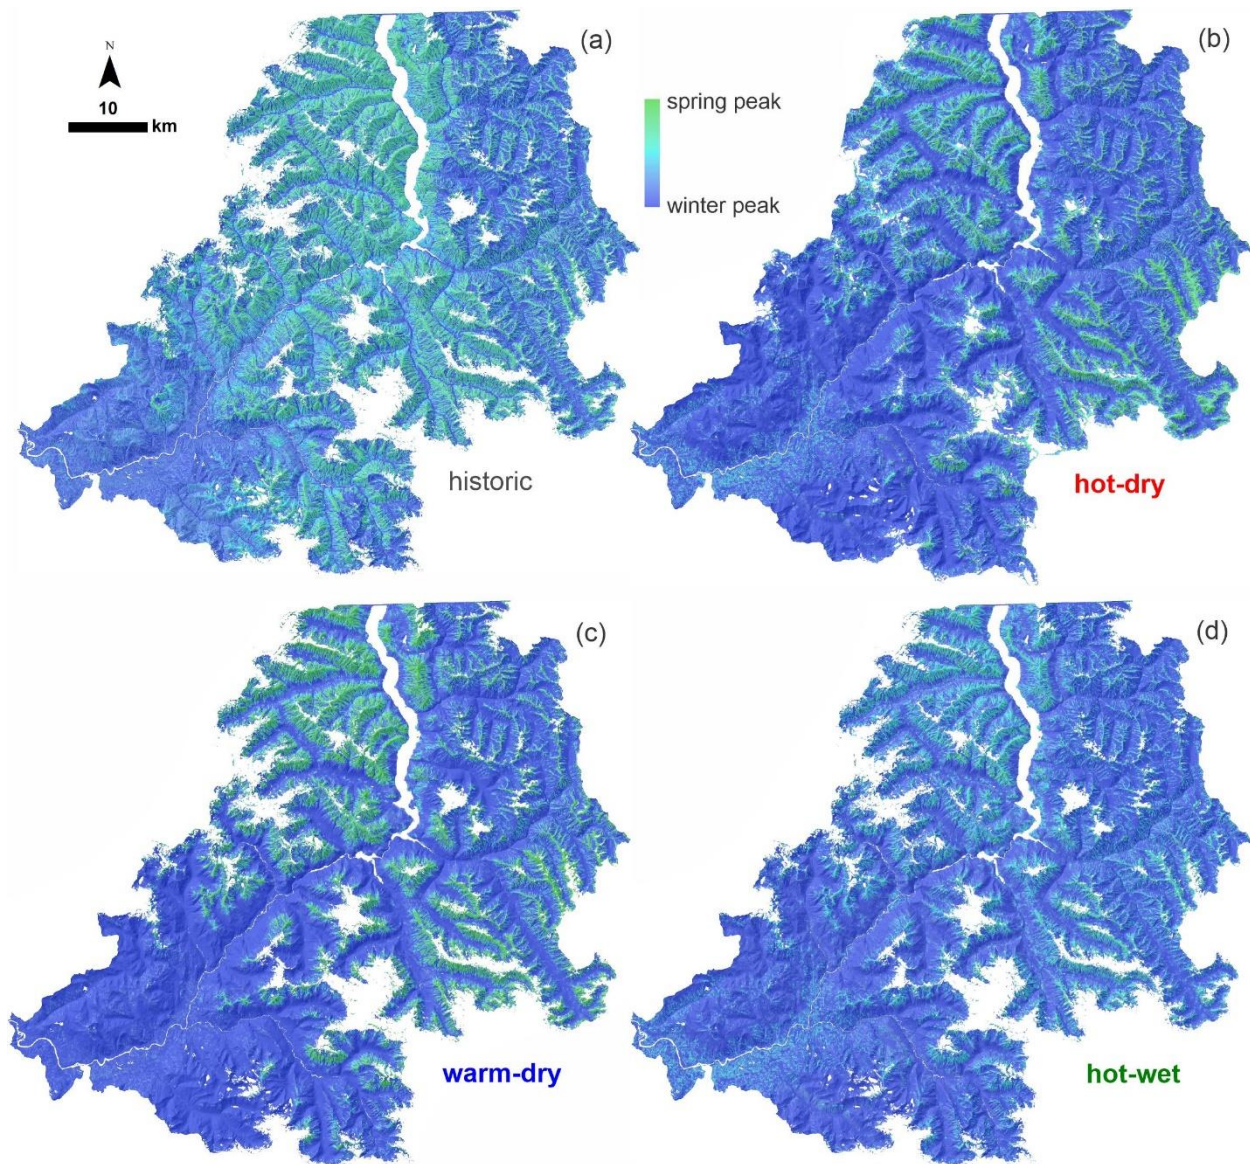 (a)
N
10
km
historic
(b)
spring peak
winter peak
hot-dry
(c)
warm-dry
(d)
hot-wet